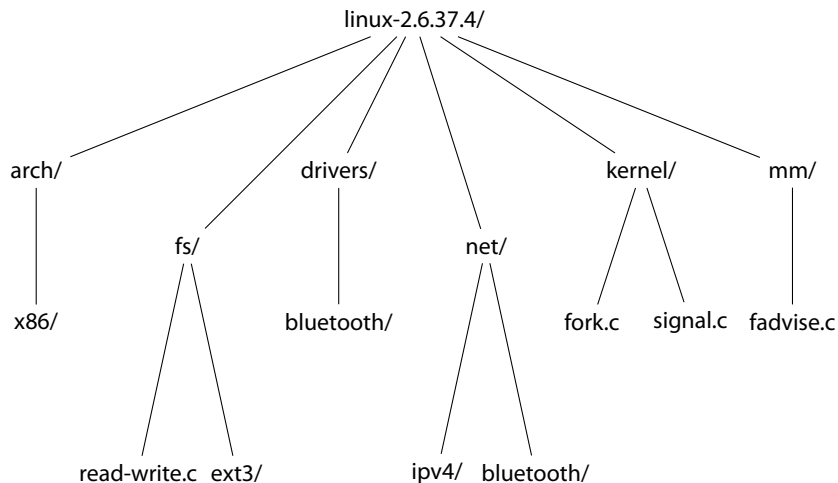 linux-2.6.37.4/
arch/ drivers/ kernel/ mm/
fs/ net/
x86/ bluetooth/ fork.c signal.c fadvise.c
read-write.c ext3/ ipv4/ bluetooth/